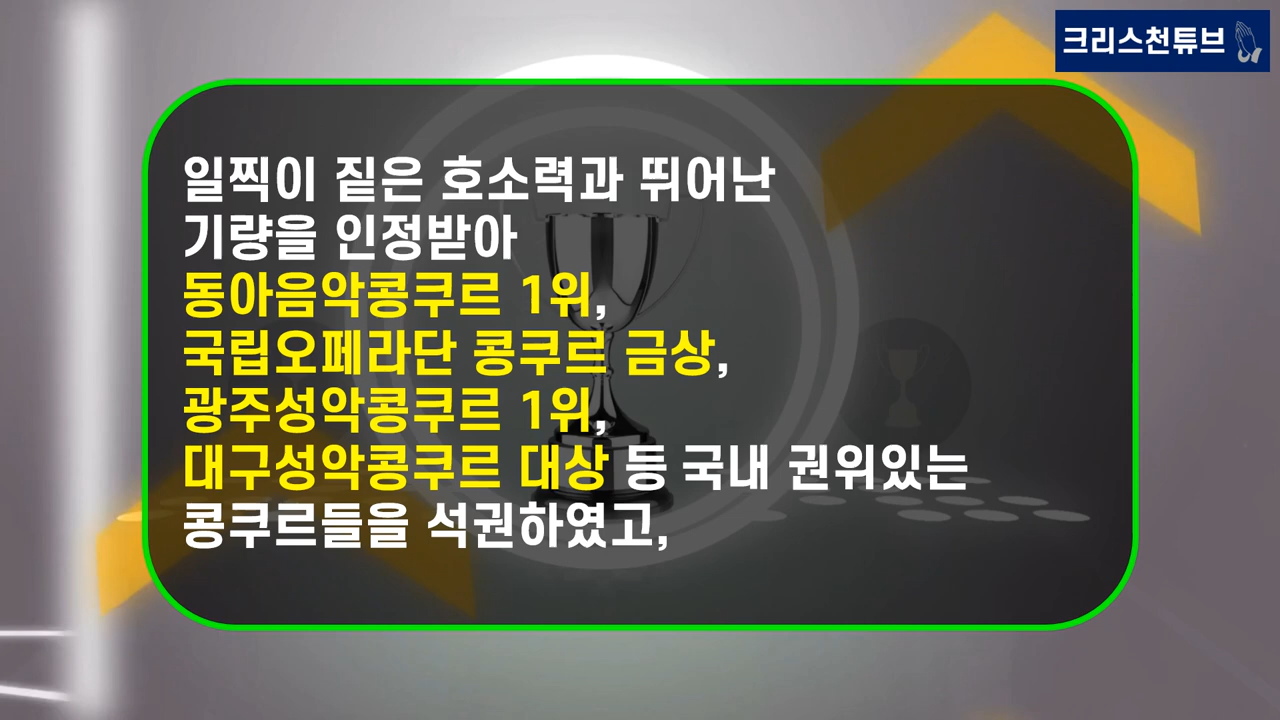 크리스천튜브
일찍이 짙은 호소력과 뛰어난
기량을 인정받아
동아음악콩쿠르 1위,
국립오페라단 콩쿠르 금상,
광주성악콩쿠르 1위,
대구성악콩쿠르 대상 등 국내 권위있는
콩쿠르들을 석권하였고,